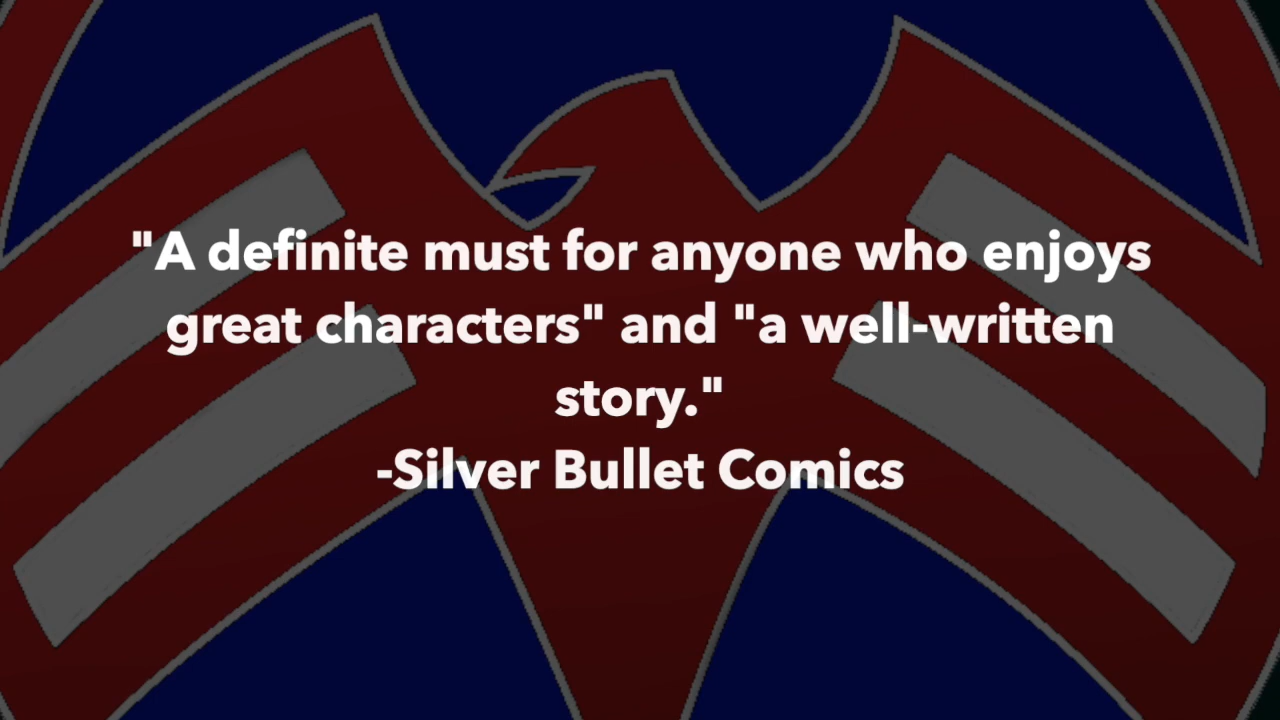 "A definite must for anyone who enjoys
great characters" and "a well-written
story."
-Silver Bullet Comics